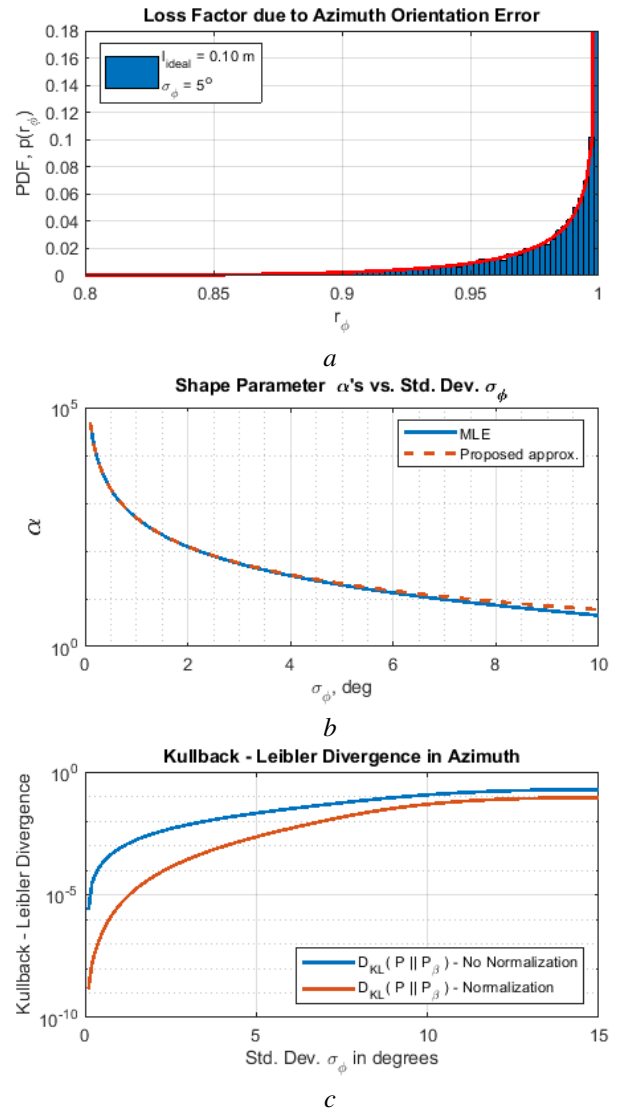 Loss Factor due to Azimuth Orientation Error
0.18
0.16
0.14
0.12
0.1
0.08
0.06
0.04
0.02
0
PDF, p(r_ϕ)
l_ideal = 0.10 m
σ_ϕ = 5°
0.8
0.85
0.9
0.95
1
r_ϕ
a
Shape Parameter α's vs. Std. Dev. σ_ϕ
10^5
10^0
α
MLE
Proposed approx.
0
2
4
6
8
10
σ_ϕ, deg
b
Kullback - Leibler Divergence in Azimuth
10^0
10^-5
10^-10
Kullback - Leibler Divergence
D_KL( P || P_β ) - No Normalization
D_KL( P || P_β ) - Normalization
0
5
10
15
Std. Dev. σ_ϕ in degrees
c